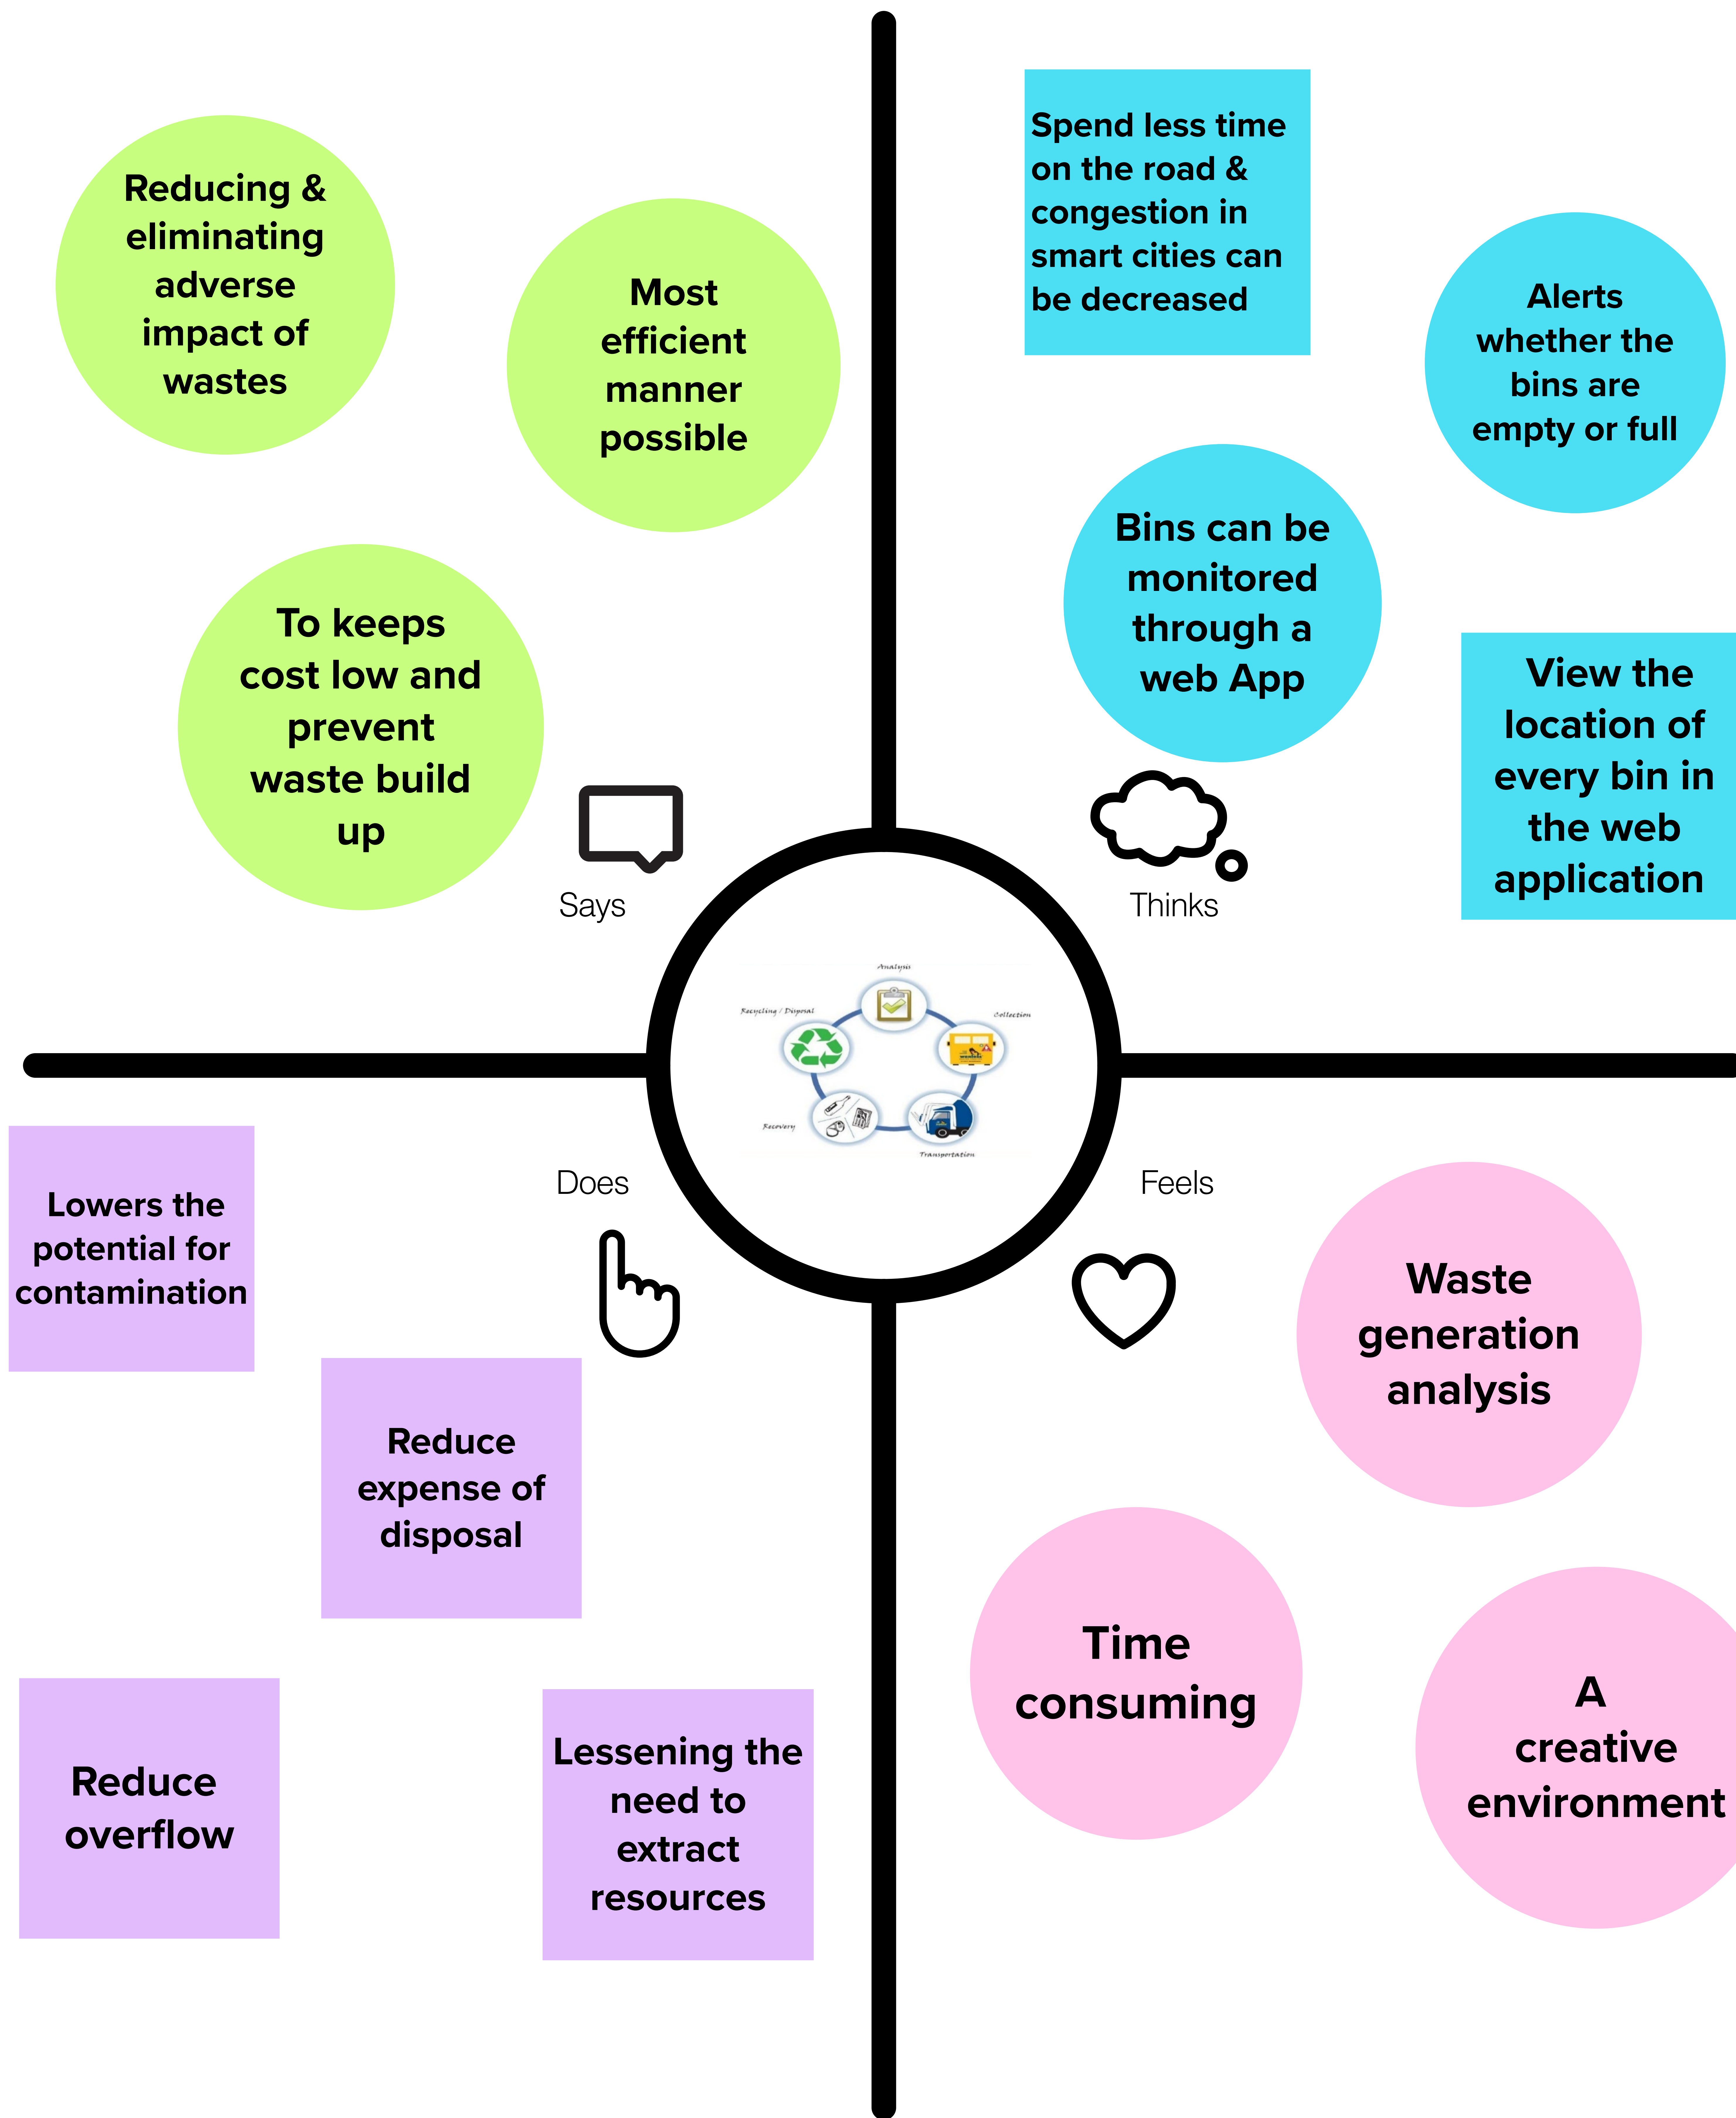 Reducing &
eliminating
adverse
impact of
wastes
Most
efficient
manner
possible
To keeps
cost low and
prevent
waste build
up
Says
Spend less time
on the road &
congestion in
smart cities can
be decreased
Alerts
whether the
bins are
empty or full
Bins can be
monitored
through a
web App
View the
location of
every bin in
the web
application
Thinks
Analysis
Recycling / Disposal
Collection
Recovery
Transportation
Does
Lowers the
potential for
contamination
Reduce
expense of
disposal
Reduce
overflow
Lessening the
need to
extract
resources
Feels
Waste
generation
analysis
Time
consuming
A
creative
environment